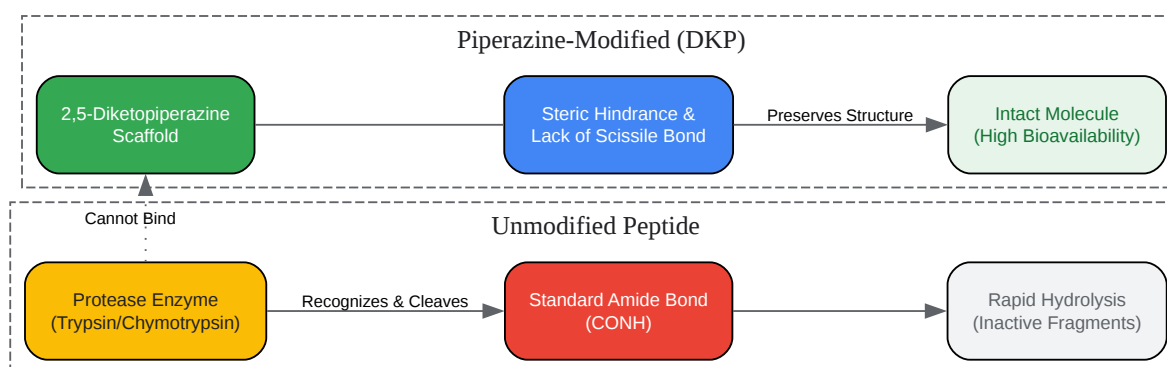 Piperazine-Modified (DKP)
2,5-Diketopiperazine
Scaffold
Steric Hindrance &
Lack of Scissile Bond
Preserves Structure
Intact Molecule
(High Bioavailability)
Cannot Bind
Unmodified Peptide
Protease Enzyme
(Trypsin/Chymotrypsin)
Recognizes & Cleaves
Standard Amide Bond
(CONH)
Rapid Hydrolysis
(Inactive Fragments)